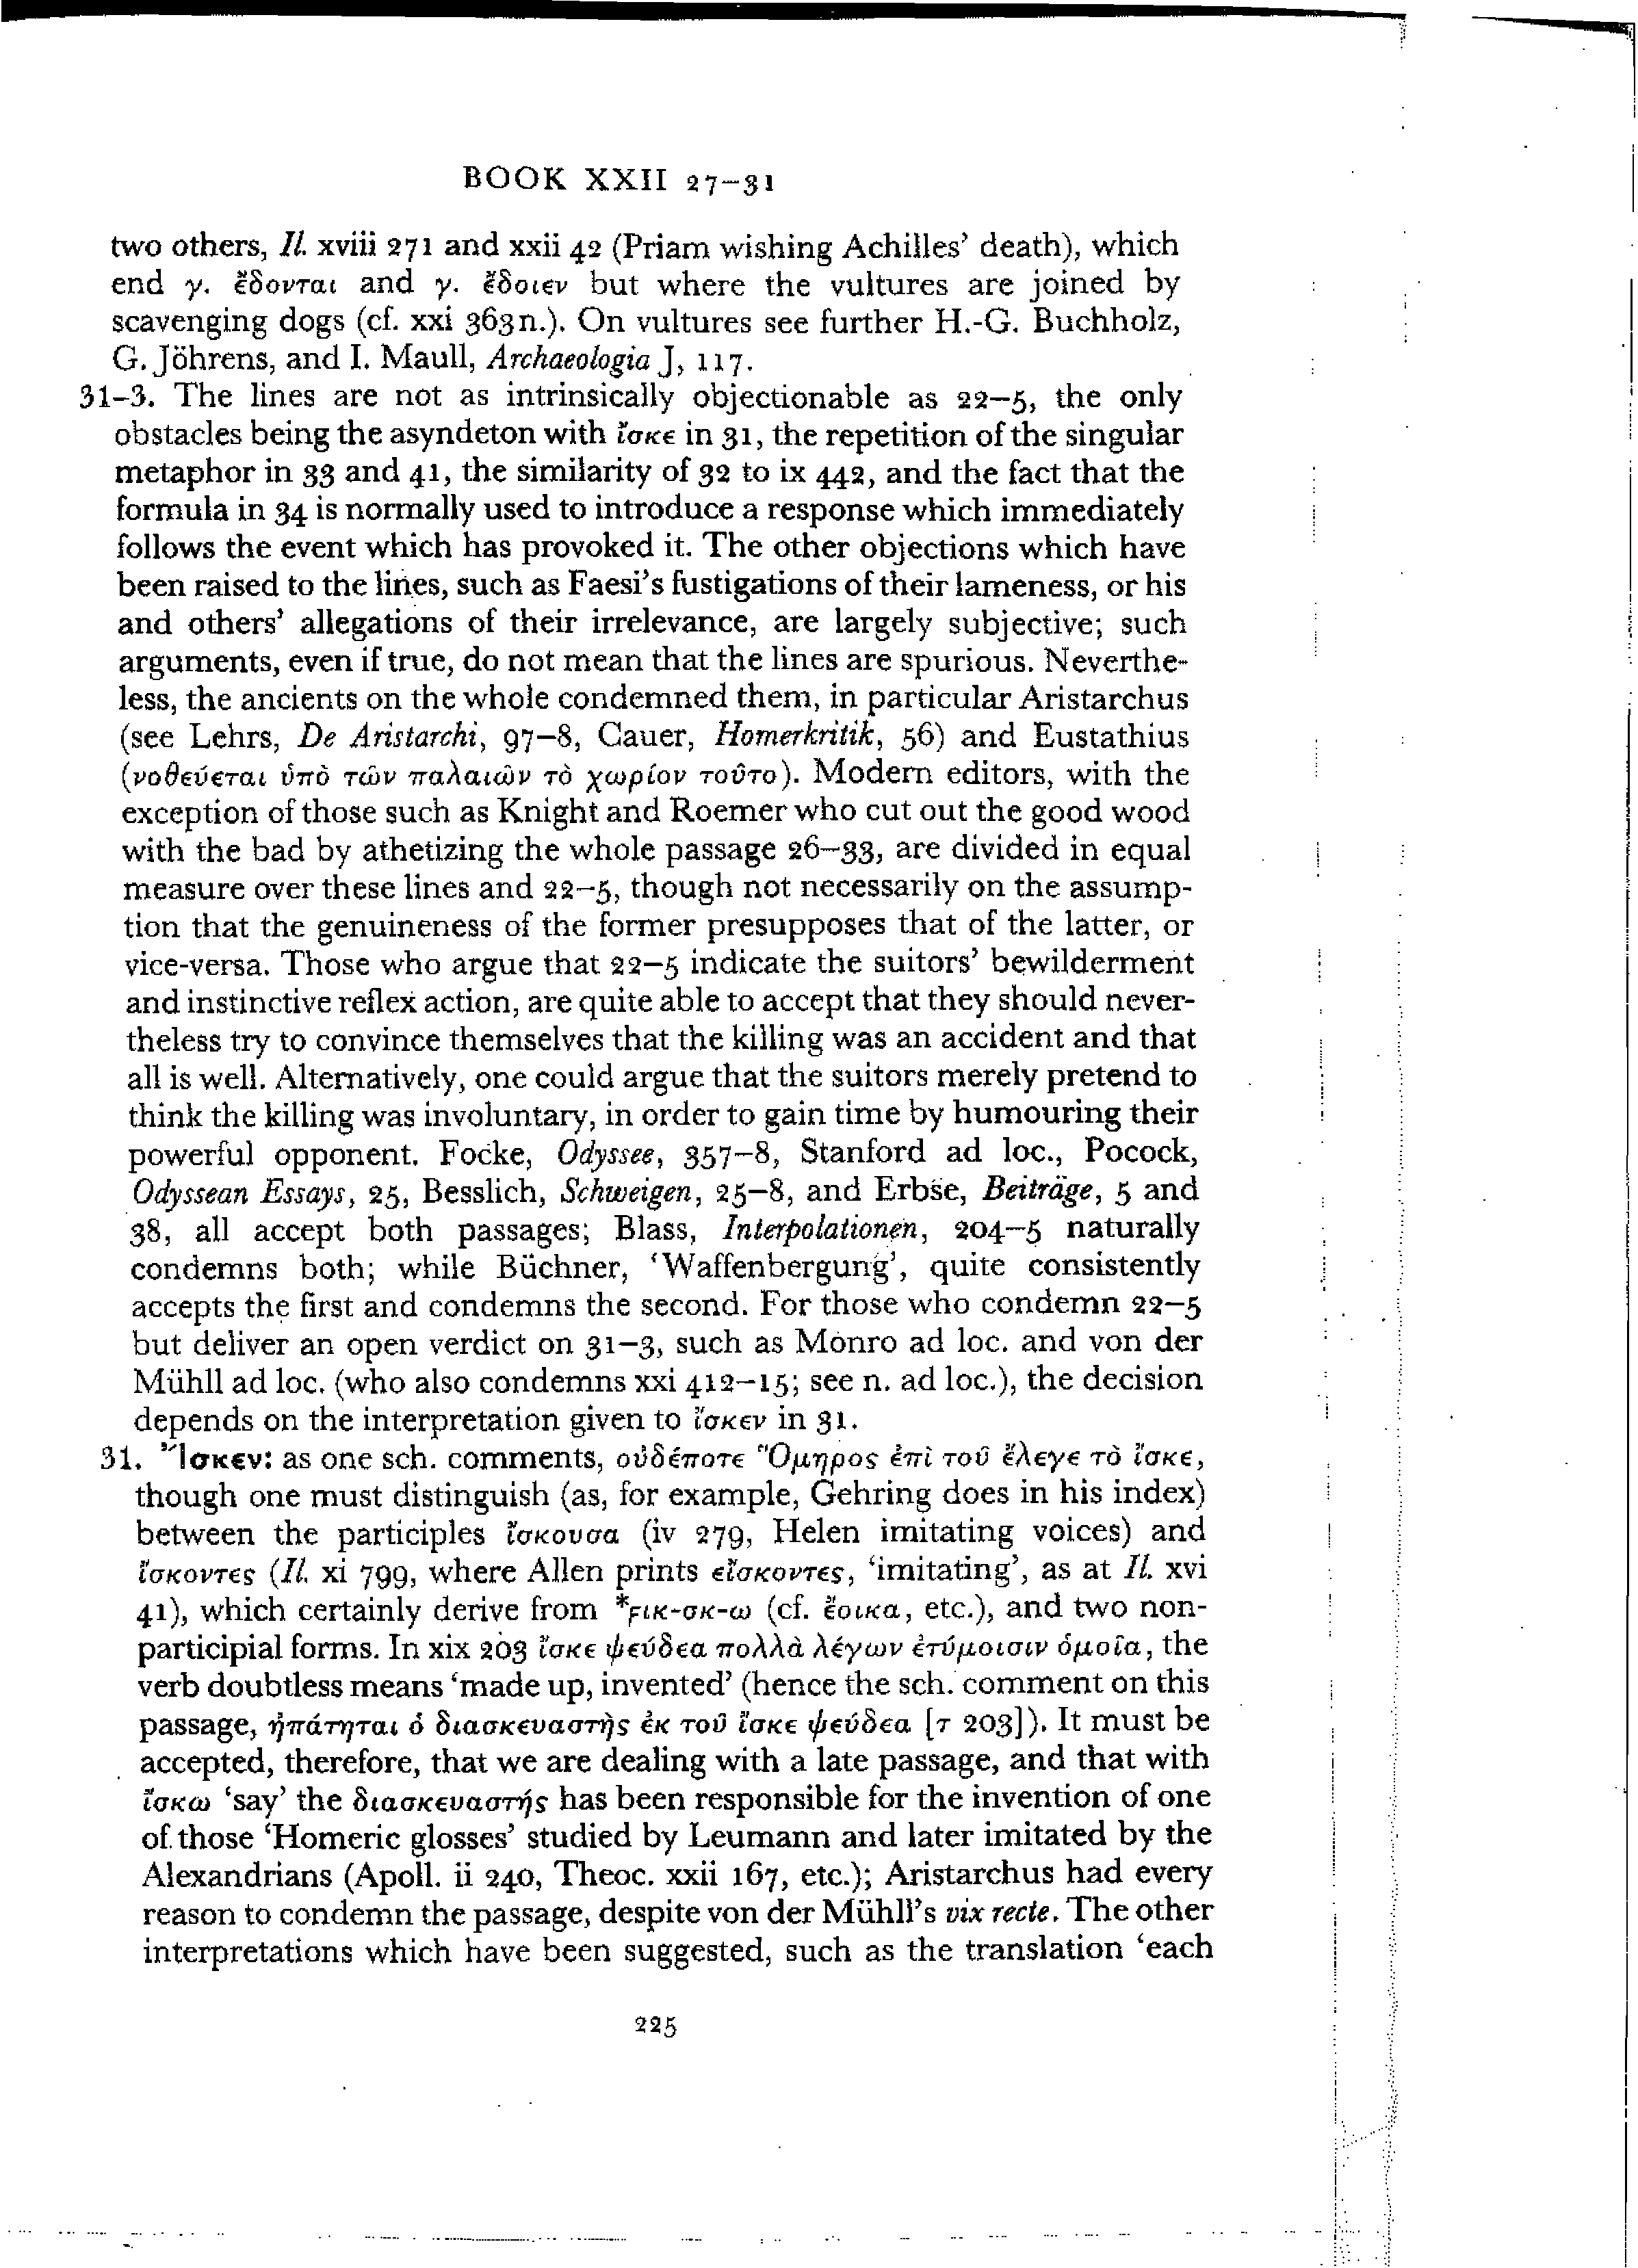 BOOK XXII 27–31
two others, Il. xviii 271 and xxii 42 (Priam wishing Achilles' death), which
end γ. ἔδονται and γ. ἔδοιεν but where the vultures are joined by
scavenging dogs (cf. xxi 363n.). On vultures see further H.-G. Buchholz,
G. Jöhrens, and I. Maull, Archaeologia J, 117.
31–3. The lines are not as intrinsically objectionable as 22–5, the only
obstacles being the asyndeton with ἴσκε in 31, the repetition of the singular
metaphor in 33 and 41, the similarity of 32 to ix 442, and the fact that the
formula in 34 is normally used to introduce a response which immediately
follows the event which has provoked it. The other objections which have
been raised to the lines, such as Faesi's fustigations of their lameness, or his
and others' allegations of their irrelevance, are largely subjective; such
arguments, even if true, do not mean that the lines are spurious. Neverthe-
less, the ancients on the whole condemned them, in particular Aristarchus
(see Lehrs, De Aristarchi, 97–8, Cauer, Homerkritik, 56) and Eustathius
(νοθεύεται ὑπὸ τῶν παλαιῶν τὸ χωρίον τοῦτο). Modern editors, with the
exception of those such as Knight and Roemer who cut out the good wood
with the bad by athetizing the whole passage 26–33, are divided in equal
measure over these lines and 22–5, though not necessarily on the assump-
tion that the genuineness of the former presupposes that of the latter, or
vice-versa. Those who argue that 22–5 indicate the suitors' bewilderment
and instinctive reflex action, are quite able to accept that they should never-
theless try to convince themselves that the killing was an accident and that
all is well. Alternatively, one could argue that the suitors merely pretend to
think the killing was involuntary, in order to gain time by humouring their
powerful opponent. Focke, Odyssee, 357–8, Stanford ad loc., Pocock,
Odyssean Essays, 25, Besslich, Schweigen, 25–8, and Erbse, Beiträge, 5 and
38, all accept both passages; Blass, Interpolationen, 204–5 naturally
condemns both; while Büchner, 'Waffenbergung', quite consistently
accepts the first and condemns the second. For those who condemn 22–5
but deliver an open verdict on 31–3, such as Monro ad loc. and von der
Mühll ad loc. (who also condemns xxi 412–15; see n. ad loc.), the decision
depends on the interpretation given to ἴσκεν in 31.
31. Ἴσκεν: as one sch. comments, οὐδέποτε Ὅμηρος ἐπὶ τοῦ ἔλεγε τὸ ἴσκε,
though one must distinguish (as, for example, Gehring does in his index)
between the participles ἴσκουσα (iv 279, Helen imitating voices) and
ἴσκοντες (Il. xi 799, where Allen prints εἴσκοντες, 'imitating', as at Il. xvi
41), which certainly derive from *ϝικ-σκ-ω (cf. ἔοικα, etc.), and two non-
participial forms. In xix 203 ἴσκε ψεύδεα πολλὰ λέγων ἐτύμοισιν ὁμοῖα, the
verb doubtless means 'made up, invented' (hence the sch. comment on this
passage, ἠπάτηται ὁ διασκευαστὴς ἐκ τοῦ ἴσκε ψεύδεα [τ 203]). It must be
accepted, therefore, that we are dealing with a late passage, and that with
ἴσκω 'say' the διασκευαστής has been responsible for the invention of one
of those 'Homeric glosses' studied by Leumann and later imitated by the
Alexandrians (Apoll. ii 240, Theoc. xxii 167, etc.); Aristarchus had every
reason to condemn the passage, despite von der Mühll's vix recte. The other
interpretations which have been suggested, such as the translation 'each
225